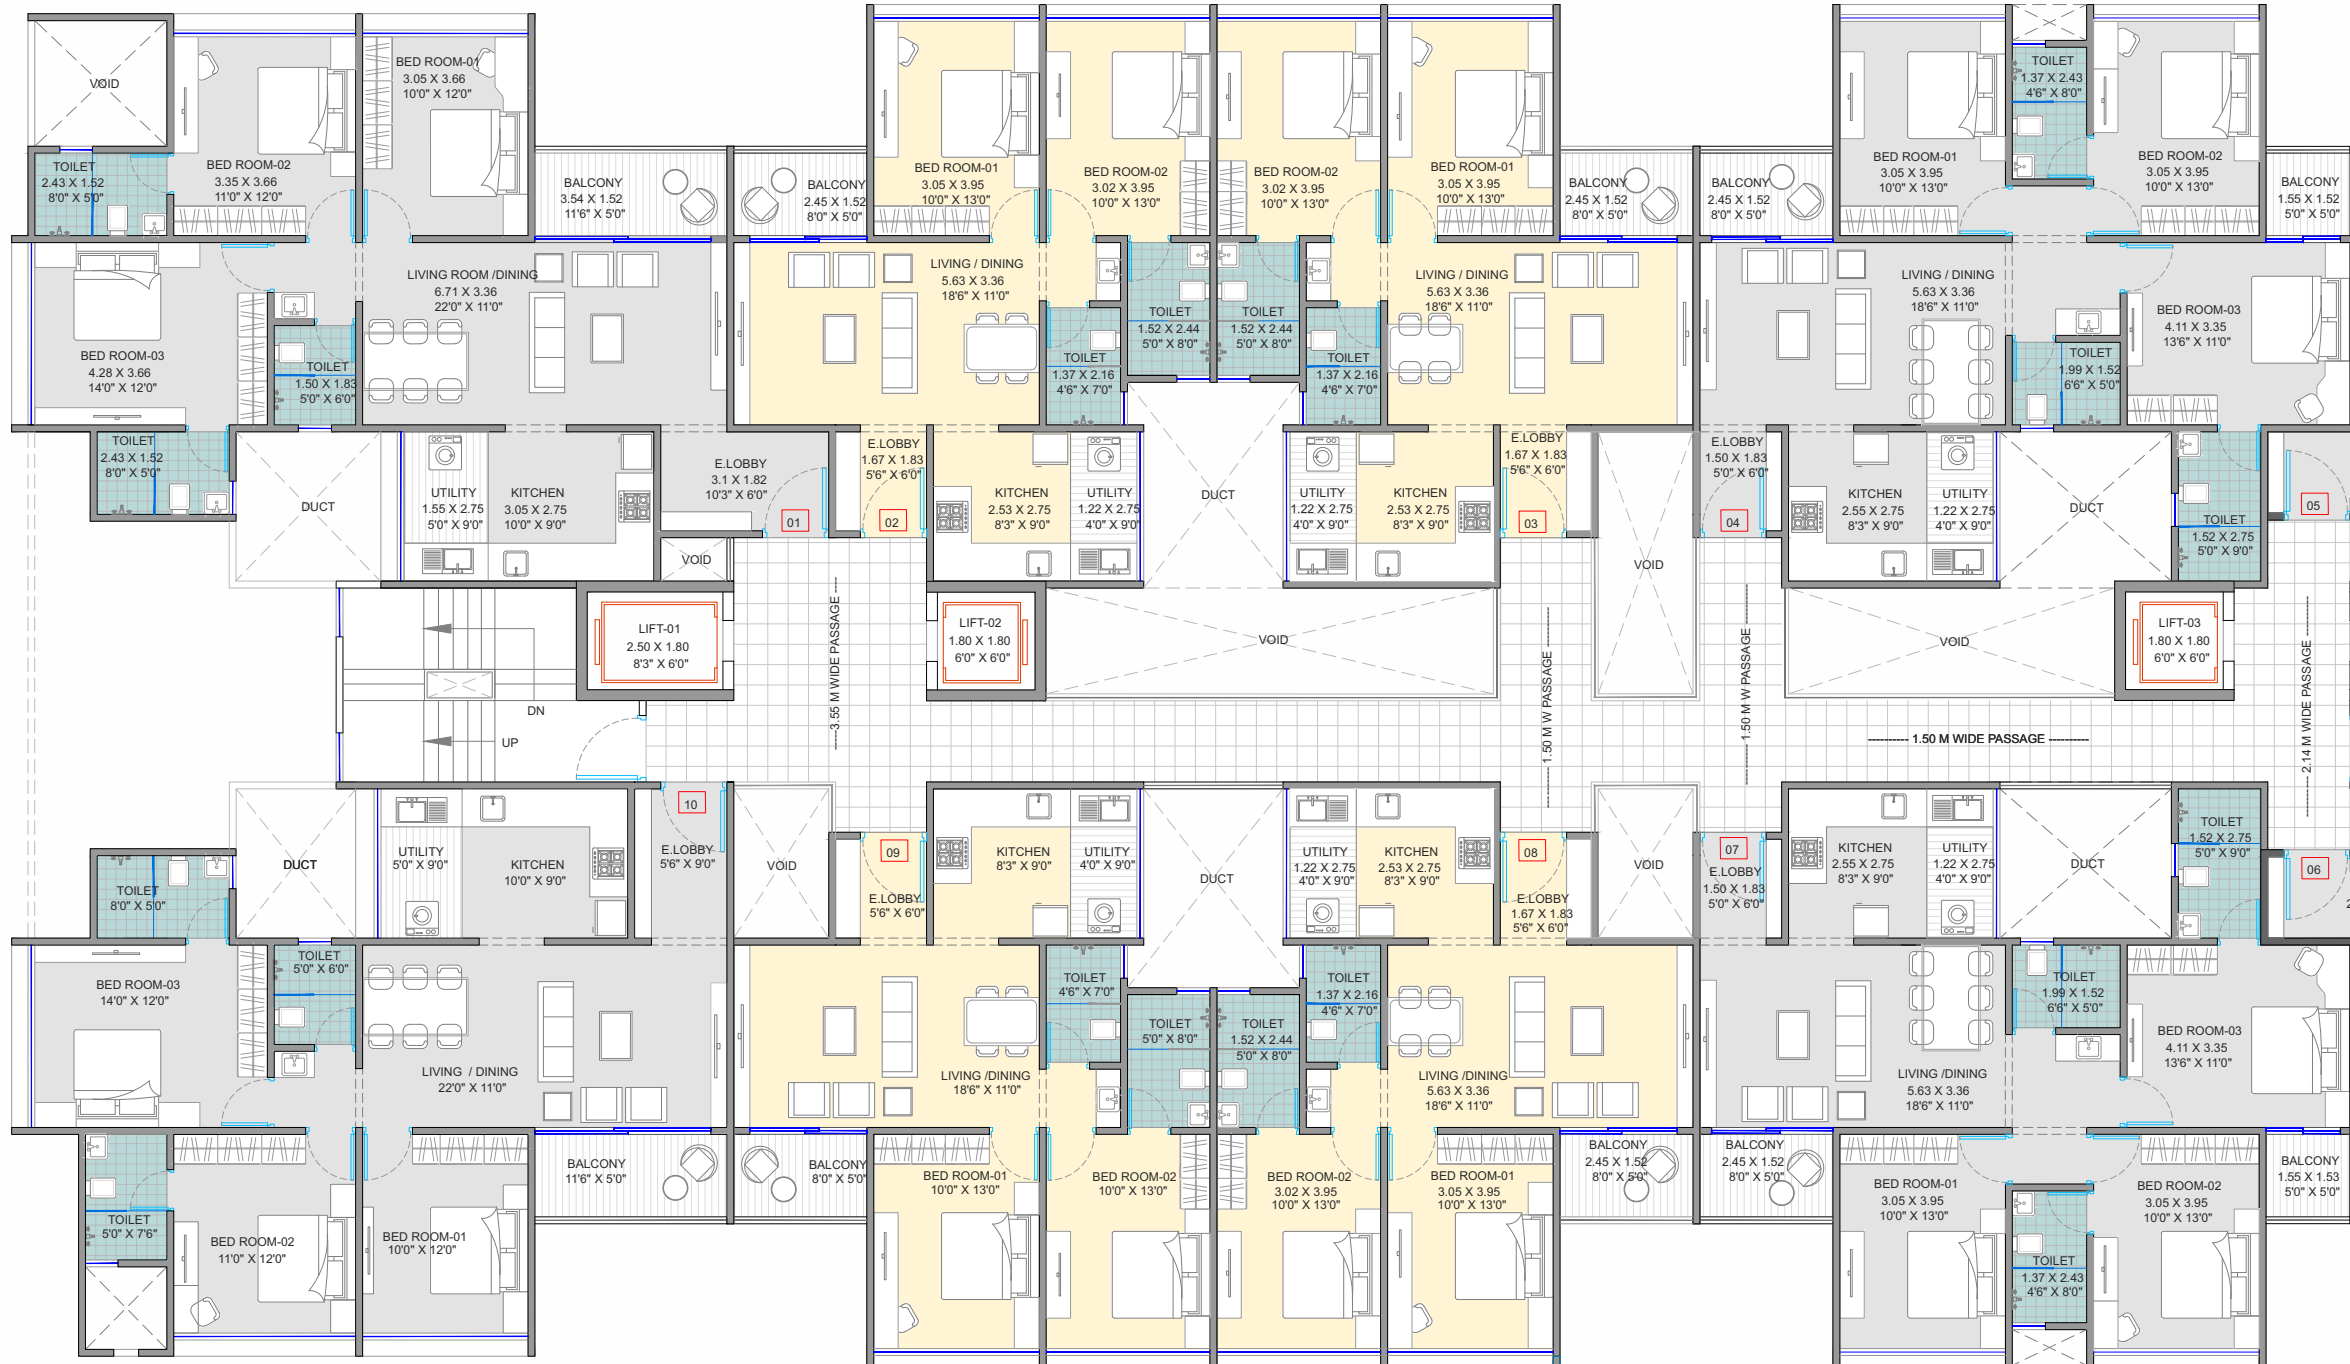 VOID
BED ROOM-02
3.35 X 3.66
11'0" X 12'0"
BED ROOM-01
3.05 X 3.66
10'0" X 12'0"
TOILET
2.43 X 1.52
8'0" X 5'0"
BALCONY
3.54 X 1.52
11'6" X 5'0"
BALCONY
2.45 X 1.52
8'0" X 5'0"
BED ROOM-01
3.05 X 3.95
10'0" X 13'0"
BED ROOM-02
3.02 X 3.95
10'0" X 13'0"
BED ROOM-02
3.02 X 3.95
10'0" X 13'0"
BED ROOM-01
3.05 X 3.95
10'0" X 13'0"
BALCONY
2.45 X 1.52
8'0" X 5'0"
BALCONY
2.45 X 1.52
8'0" X 5'0"
BED ROOM-01
3.05 X 3.95
10'0" X 13'0"
TOILET
1.37 X 2.43
4'6" X 8'0"
BED ROOM-02
3.05 X 3.95
10'0" X 13'0"
BALCONY
1.55 X 1.52
5'0" X 5'0"
BED ROOM-03
4.28 X 3.66
14'0" X 12'0"
TOILET
1.50 X 1.83
5'0" X 6'0"
LIVING ROOM /DINING
6.71 X 3.36
22'0" X 11'0"
LIVING / DINING
5.63 X 3.36
18'6" X 11'0"
TOILET
1.37 X 2.16
4'6" X 7'0"
TOILET
1.52 X 2.44
5'0" X 8'0"
TOILET
1.52 X 2.44
5'0" X 8'0"
TOILET
1.37 X 2.16
4'6" X 7'0"
LIVING / DINING
5.63 X 3.36
18'6" X 11'0"
LIVING / DINING
5.63 X 3.36
18'6" X 11'0"
TOILET
1.99 X 1.52
6'6" X 5'0"
BED ROOM-03
4.11 X 3.35
13'6" X 11'0"
TOILET
2.43 X 1.52
8'0" X 5'0"
DUCT
UTILITY
1.55 X 2.75
5'0" X 9'0"
KITCHEN
3.05 X 2.75
10'0" X 9'0"
E.LOBBY
3.1 X 1.82
10'3" X 6'0"
01
E.LOBBY
1.67 X 1.83
5'6" X 6'0"
02
KITCHEN
2.53 X 2.75
8'3" X 9'0"
UTILITY
1.22 X 2.75
4'0" X 9'0"
DUCT
UTILITY
1.22 X 2.75
4'0" X 9'0"
KITCHEN
2.53 X 2.75
8'3" X 9'0"
E.LOBBY
1.67 X 1.83
5'6" X 6'0"
03
VOID
E.LOBBY
1.50 X 1.83
5'0" X 6'0"
04
KITCHEN
2.55 X 2.75
8'3" X 9'0"
UTILITY
1.22 X 2.75
4'0" X 9'0"
DUCT
TOILET
1.52 X 2.75
5'0" X 9'0"
05
VOID
LIFT-01
2.50 X 1.80
8'3" X 6'0"
----3.55 M WIDE PASSAGE ----
LIFT-02
1.80 X 1.80
6'0" X 6'0"
VOID
------- 1.50 M W PASSAGE -------
------- 1.50 M W PASSAGE -------
VOID
LIFT-03
1.80 X 1.80
6'0" X 6'0"
------- 2.14 M WIDE PASSAGE -------
DN
UP
---------- 1.50 M WIDE PASSAGE ----------
TOILET
8'0" X 5'0"
DUCT
UTILITY
5'0" X 9'0"
KITCHEN
10'0" X 9'0"
10
E.LOBBY
5'6" X 9'0"
VOID
09
E.LOBBY
5'6" X 6'0"
KITCHEN
8'3" X 9'0"
UTILITY
4'0" X 9'0"
DUCT
UTILITY
1.22 X 2.75
4'0" X 9'0"
KITCHEN
2.53 X 2.75
8'3" X 9'0"
08
E.LOBBY
1.67 X 1.83
5'6" X 6'0"
VOID
07
E.LOBBY
1.50 X 1.83
5'0" X 6'0"
KITCHEN
2.55 X 2.75
8'3" X 9'0"
UTILITY
1.22 X 2.75
4'0" X 9'0"
DUCT
TOILET
1.52 X 2.75
5'0" X 9'0"
06
2
BED ROOM-03
14'0" X 12'0"
TOILET
5'0" X 6'0"
LIVING / DINING
22'0" X 11'0"
LIVING /DINING
18'6" X 11'0"
TOILET
4'6" X 7'0"
TOILET
5'0" X 8'0"
TOILET
1.52 X 2.44
5'0" X 8'0"
TOILET
1.37 X 2.16
4'6" X 7'0"
LIVING /DINING
5.63 X 3.36
18'6" X 11'0"
LIVING /DINING
5.63 X 3.36
18'6" X 11'0"
TOILET
1.99 X 1.52
6'6" X 5'0"
BED ROOM-03
4.11 X 3.35
13'6" X 11'0"
TOILET
5'0" X 7'6"
BED ROOM-02
11'0" X 12'0"
BED ROOM-01
10'0" X 12'0"
BALCONY
11'6" X 5'0"
BALCONY
8'0" X 5'0"
BED ROOM-01
10'0" X 13'0"
BED ROOM-02
10'0" X 13'0"
BED ROOM-02
3.02 X 3.95
10'0" X 13'0"
BED ROOM-01
3.05 X 3.95
10'0" X 13'0"
BALCONY
2.45 X 1.52
8'0" X 5'0"
BALCONY
2.45 X 1.52
8'0" X 5'0"
BED ROOM-01
3.05 X 3.95
10'0" X 13'0"
TOILET
1.37 X 2.43
4'6" X 8'0"
BED ROOM-02
3.05 X 3.95
10'0" X 13'0"
BALCONY
1.55 X 1.53
5'0" X 5'0"